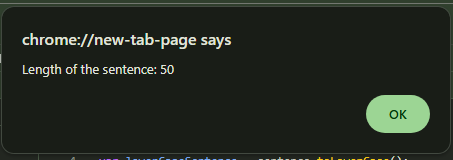 chrome://new-tab-page says
Length of the sentence: 50
OK